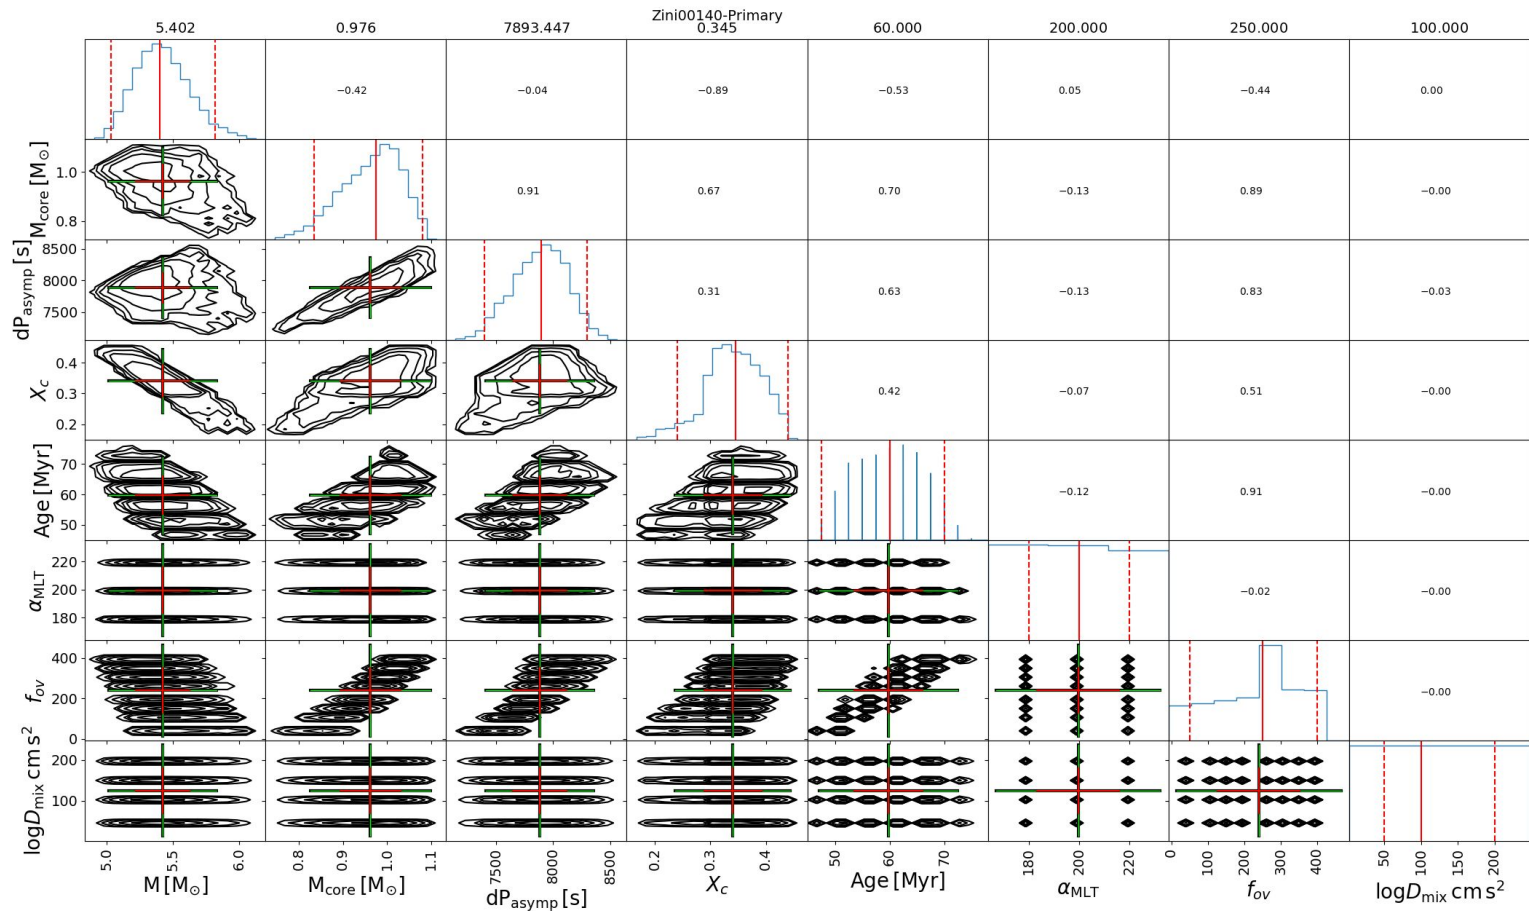 Zini00140-Primary
5.402 0.976 7893.447 0.345 60.000 200.000 250.000 100.000
−0.42 −0.04 −0.89 −0.53 0.05 −0.44 0.00
M_core [M_⊙]
1.0
0.8
0.91 0.67 0.70 −0.13 0.89 −0.00
dP_asymp [s]
8500
8000
7500
0.31 0.63 −0.13 0.83 −0.03
X_c
0.4
0.3
0.2
0.42 −0.07 0.51 −0.00
Age [Myr]
70
60
50
−0.12 0.91 −0.00
α_MLT
220
200
180
−0.02 −0.00
f_ov
400
200
0
−0.00
logD_mix cm s²
200
100
5.0 5.5 6.0 0.8 0.9 1.0 1.1 7500 8000 8500 0.2 0.3 0.4 50 60 70 180 200 220 0 100 200 300 400 50 100 200
M [M_⊙] M_core [M_⊙] dP_asymp [s] X_c Age [Myr] α_MLT f_ov logD_mix cm s²